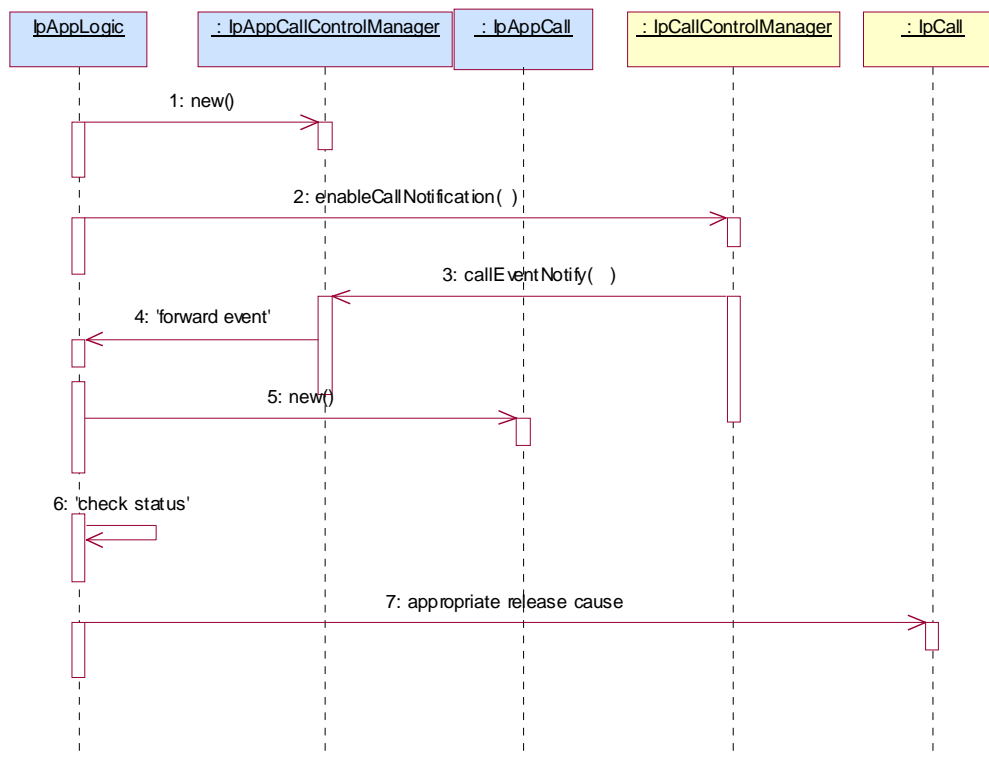 IpAppLogic
: IpAppCallControlManager
: IpAppCall
: IpCallControlManager
: IpCall
1: new()
2: enableCallNotification( )
3: callEventNotify( )
4: 'forward event'
5: new()
6: 'check status'
7: appropriate release cause